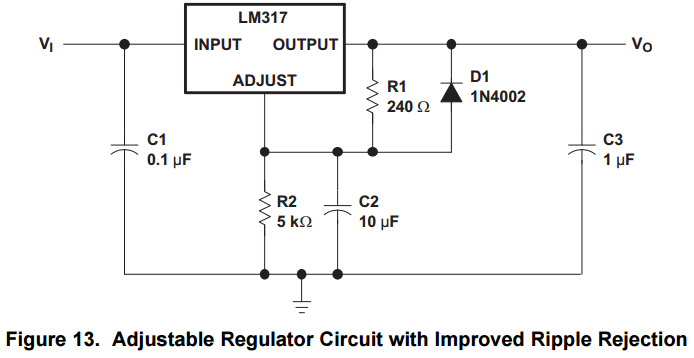 LM317
VI
INPUT OUTPUT
VO
ADJUST
R1
240 Ω
D1
1N4002
C1
0.1 μF
C3
1 μF
R2
5 kΩ
C2
10 μF
Figure 13. Adjustable Regulator Circuit with Improved Ripple Rejection